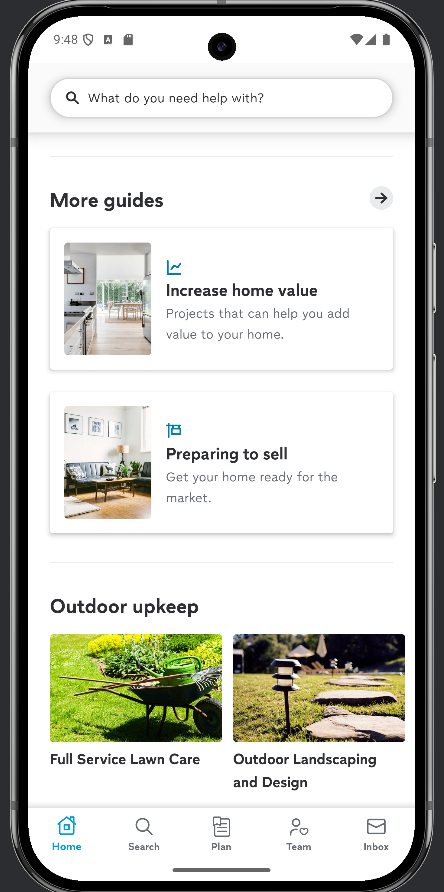 9:48
What do you need help with?
More guides
Increase home value
Projects that can help you add
value to your home.
Preparing to sell
Get your home ready for the
market.
Outdoor upkeep
Full Service Lawn Care
Outdoor Landscaping
and Design
Home
Search
Plan
Team
Inbox